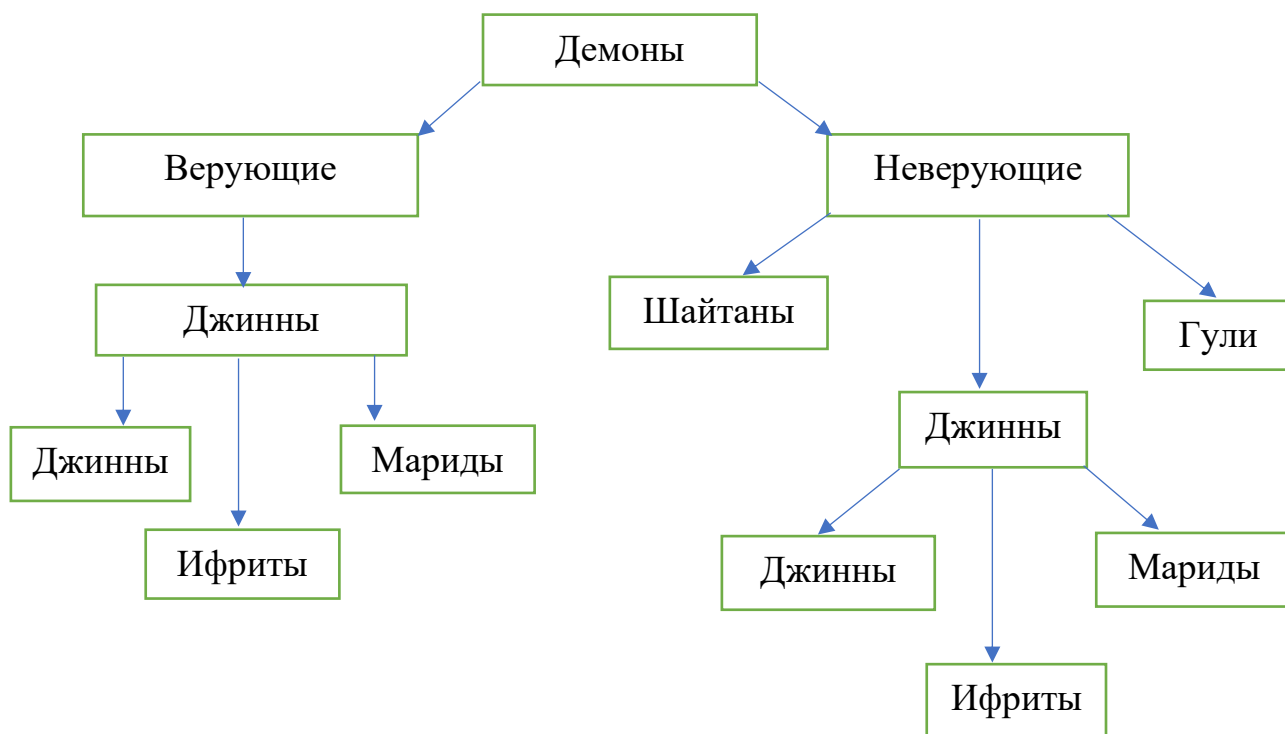 Демоны
Верующие
Неверующие
Джинны
Шайтаны
Гули
Джинны
Джинны
Мариды
Ифриты
Джинны
Мариды
Ифриты